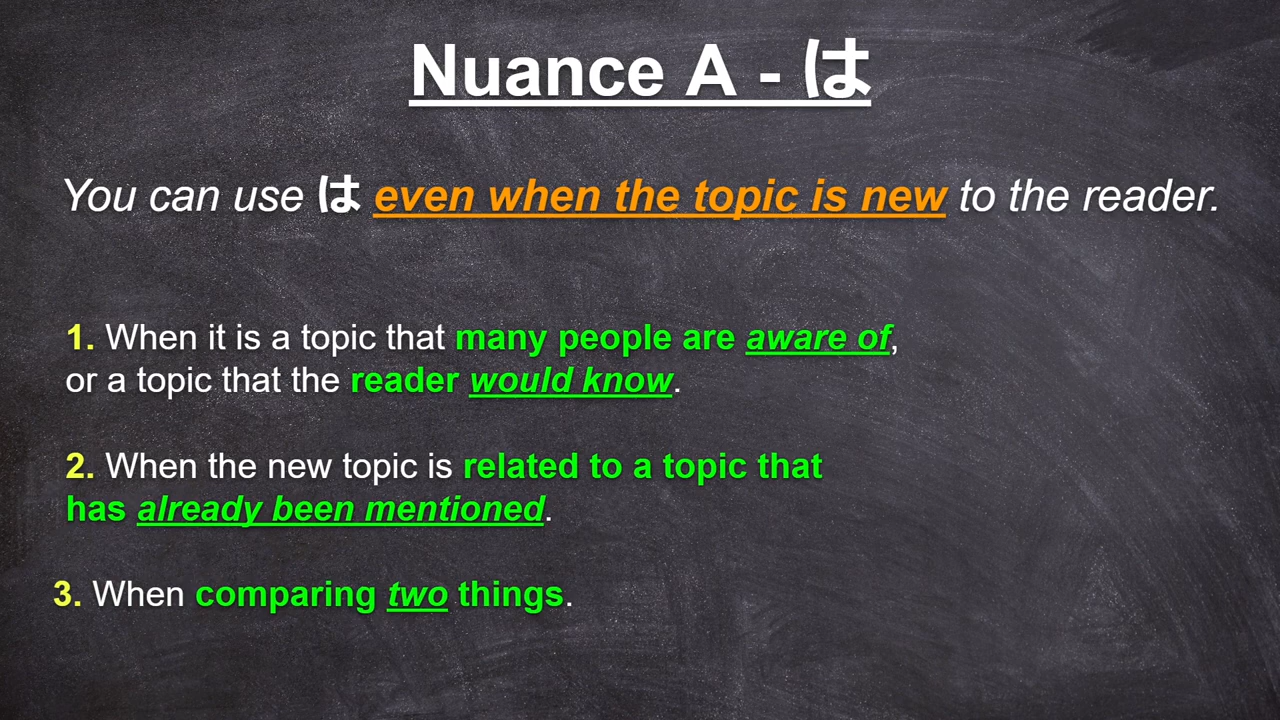 Nuance A - は
You can use は even when the topic is new to the reader.
1. When it is a topic that many people are aware of,
or a topic that the reader would know.
2. When the new topic is related to a topic that
has already been mentioned.
3. When comparing two things.